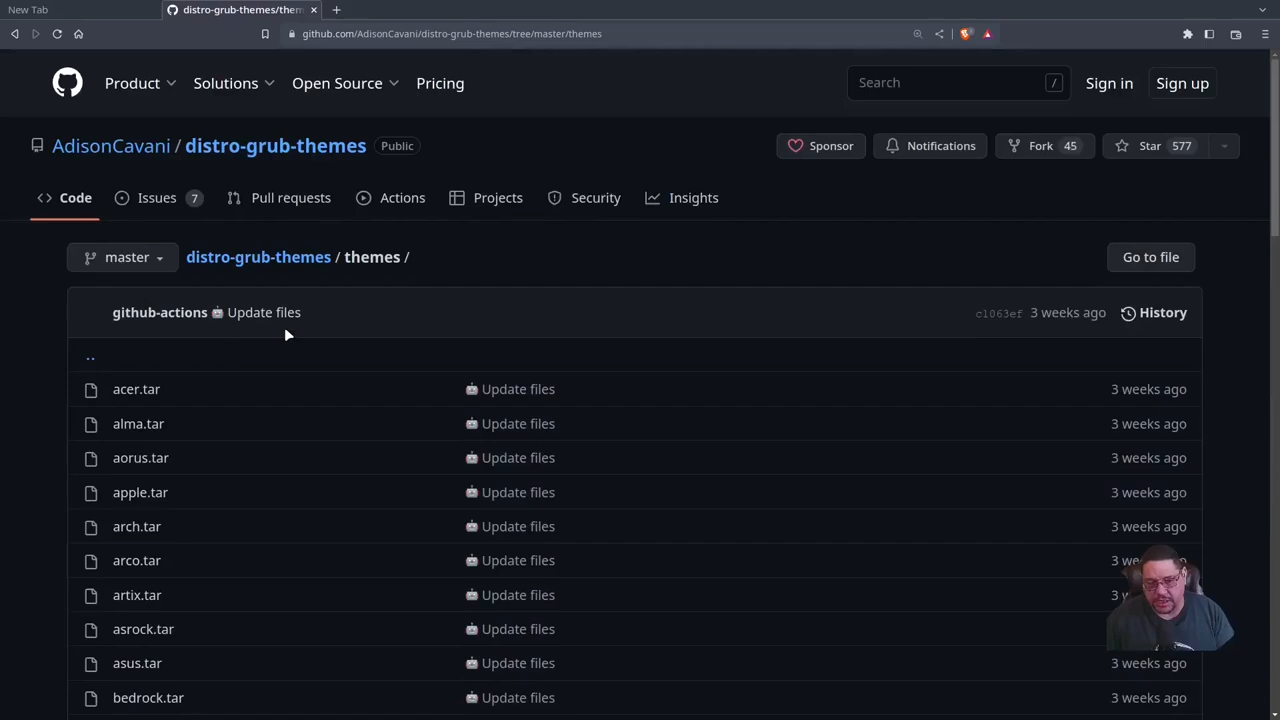 New Tab
distro-grub-themes/them
github.com/AdisonCavani/distro-grub-themes/tree/master/themes
Product
Solutions
Open Source
Pricing
Search
/
Sign in
Sign up
AdisonCavani / distro-grub-themes
Public
Sponsor
Notifications
Fork 45
Star 577
Code
Issues 7
Pull requests
Actions
Projects
Security
Insights
master
distro-grub-themes / themes /
Go to file
github-actions Update files
c1063ef 3 weeks ago
History
..
acer.tar Update files 3 weeks ago
alma.tar Update files 3 weeks ago
aorus.tar Update files 3 weeks ago
apple.tar Update files 3 weeks ago
arch.tar Update files 3 weeks ago
arco.tar Update files 3 weeks ago
artix.tar Update files 3 weeks ago
asrock.tar Update files 3 weeks ago
asus.tar Update files 3 weeks ago
bedrock.tar Update files 3 weeks ago